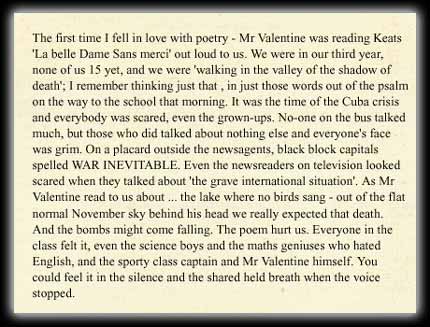 The first time I fell in love with poetry - Mr Valentine was reading Keats
'La belle Dame Sans merci' out loud to us. We were in our third year,
none of us 15 yet, and we were 'walking in the valley of the shadow of
death'; I remember thinking just that , in just those words out of the psalm
on the way to the school that morning. It was the time of the Cuba crisis
and everybody was scared, even the grown-ups. No-one on the bus talked
much, but those who did talked about nothing else and everyone's face
was grim. On a placard outside the newsagents, black block capitals
spelled WAR INEVITABLE. Even the newsreaders on television looked
scared when they talked about 'the grave international situation'. As Mr
Valentine read to us about ... the lake where no birds sang - out of the flat
normal November sky behind his head we really expected that death.
And the bombs might come falling. The poem hurt us. Everyone in the
class felt it, even the science boys and the maths geniuses who hated
English, and the sporty class captain and Mr Valentine himself. You
could feel it in the silence and the shared held breath when the voice
stopped.